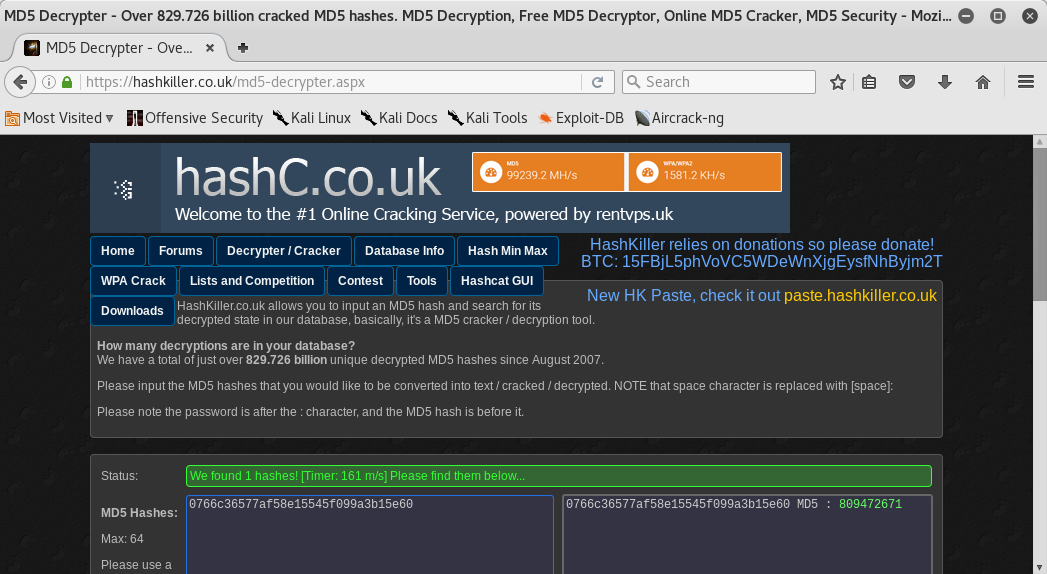 MD5 Decrypter - Over 829.726 billion cracked MD5 hashes. MD5 Decryption, Free MD5 Decryptor, Online MD5 Cracker, MD5 Security - Mozi...
MD5 Decrypter - Ove...
https://hashkiller.co.uk/md5-decrypter.aspx
Search
Most Visited
Offensive Security
Kali Linux
Kali Docs
Kali Tools
Exploit-DB
Aircrack-ng
hashC.co.uk
MD5
99239.2 MH/s
WPA/WPA2
1581.2 KH/s
Welcome to the #1 Online Cracking Service, powered by rentvps.uk
Home
Forums
Decrypter / Cracker
Database Info
Hash Min Max
HashKiller relies on donations so please donate!
BTC: 15FBjL5phVoVC5WDeWnXjgEysfNhByjm2T
WPA Crack
Lists and Competition
Contest
Tools
Hashcat GUI
New HK Paste, check it out paste.hashkiller.co.uk
Downloads
HashKiller.co.uk allows you to input an MD5 hash and search for its
decrypted state in our database, basically, it's a MD5 cracker / decryption tool.
How many decryptions are in your database?
We have a total of just over 829.726 billion unique decrypted MD5 hashes since August 2007.
Please input the MD5 hashes that you would like to be converted into text / cracked / decrypted. NOTE that space character is replaced with [space]:
Please note the password is after the : character, and the MD5 hash is before it.
Status:
We found 1 hashes! [Timer: 161 m/s] Please find them below...
MD5 Hashes:
0766c36577af58e15545f099a3b15e60
0766c36577af58e15545f099a3b15e60 MD5 : 809472671
Max: 64
Please use a